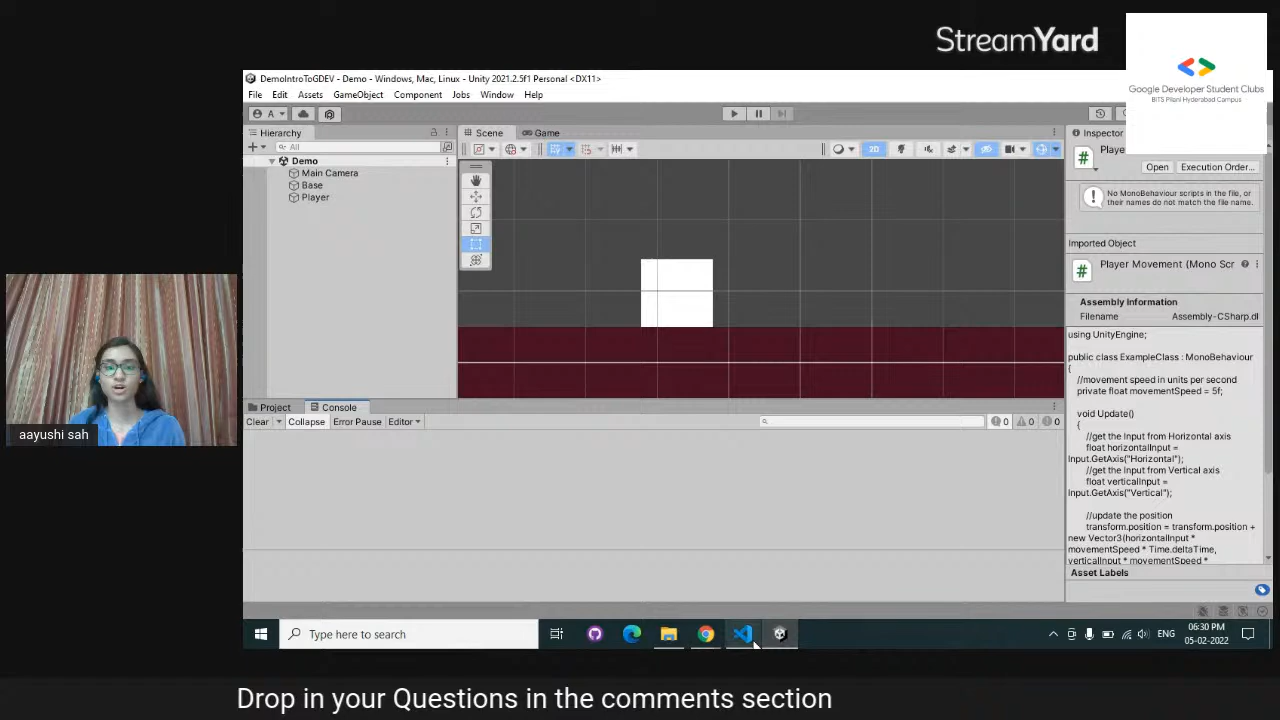 StreamYard
Google Developer Student Clubs
BITS Pilani Hyderabad Campus
DemoIntroToGDEV - Demo - Windows, Mac, Linux - Unity 2021.2.5f1 Personal <DX11>
File Edit Assets GameObject Component Jobs Window Help
A
Hierarchy
All
Demo
Main Camera
Base
Player
Scene
Game
2D
Inspector
Open
Execution Order...
No MonoBehaviour scripts in the file, or
their names do not match the file name.
Imported Object
Player Movement (Mono Scr
Assembly Information
Filename Assembly-CSharp.dl
using UnityEngine;
public class ExampleClass : MonoBehaviour
{
//movement speed in units per second
private float movementSpeed = 5f;
void Update()
{
//get the Input from Horizontal axis
float horizontalInput =
Input.GetAxis("Horizontal");
//get the Input from Vertical axis
float verticalInput =
Input.GetAxis("Vertical");
//update the position
transform.position = transform.position +
new Vector3(horizontalInput *
movementSpeed * Time.deltaTime,
verticalInput * movementSpeed *
Asset Labels
Project
Console
Clear Collapse Error Pause Editor
0 0 0
aayushi sah
Type here to search
ENG
06:30 PM
05-02-2022
Drop in your Questions in the comments section